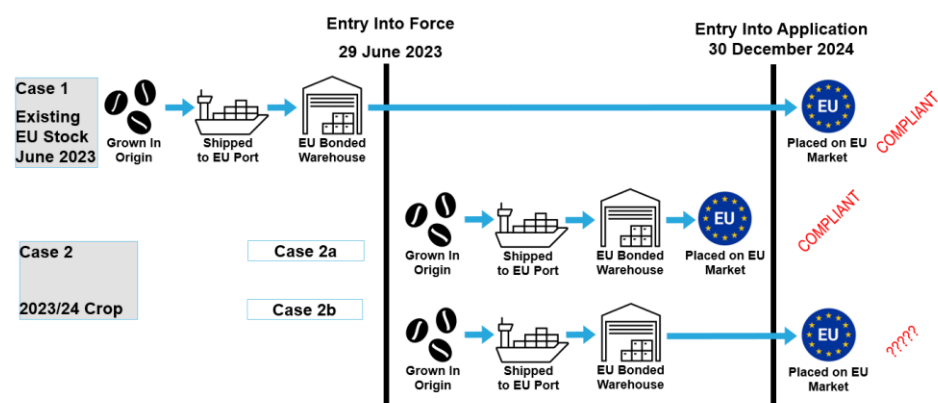 Entry Into Force
29 June 2023
Entry Into Application
30 December 2024
Case 1
Existing
EU Stock
June 2023
Grown In
Origin
Shipped
to EU Port
EU Bonded
Warehouse
EU
Placed on EU
Market
COMPLIANT
Case 2
2023/24 Crop
Case 2a
Grown In
Origin
Shipped
to EU Port
EU Bonded
Warehouse
EU
Placed on EU
Market
COMPLIANT
Case 2b
Grown In
Origin
Shipped
to EU Port
EU Bonded
Warehouse
EU
Placed on EU
Market
?????